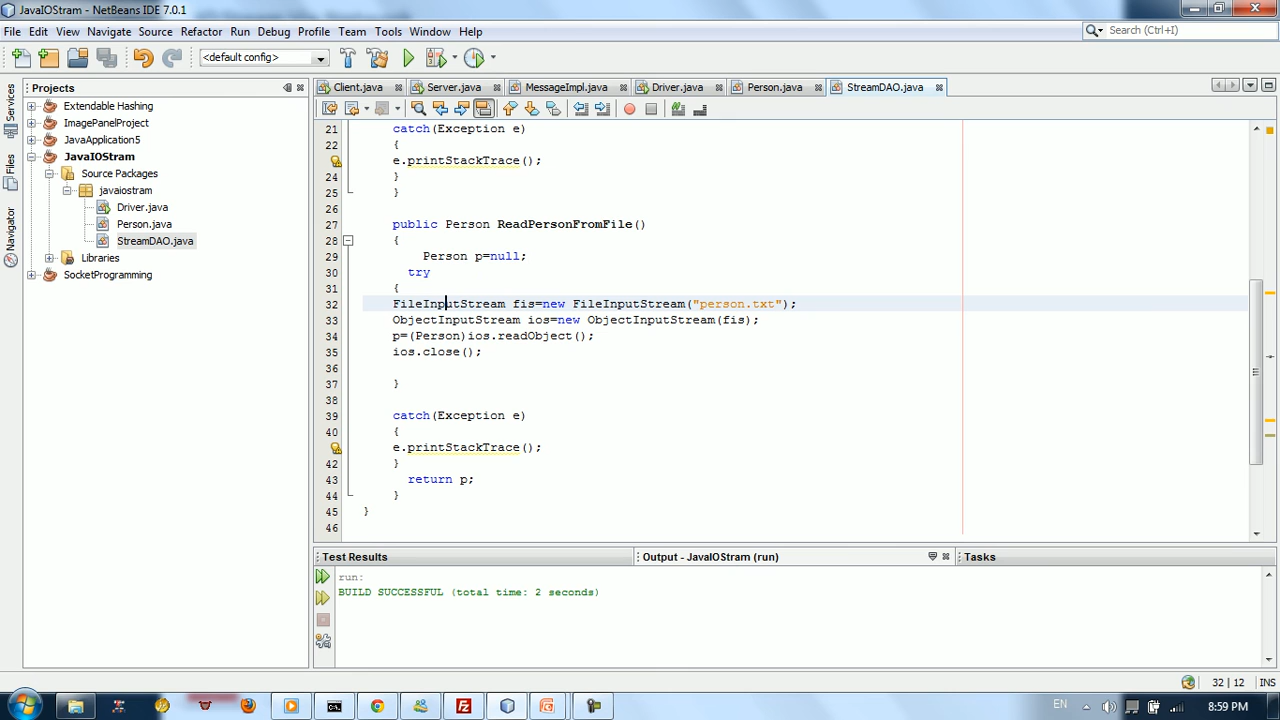 JavaIOStram - NetBeans IDE 7.0.1
File Edit View Navigate Source Refactor Run Debug Profile Team Tools Window Help
Search (Ctrl+I)
<default config>
Projects
Client.java Server.java MessageImpl.java Driver.java Person.java StreamDAO.java
Services
Files
Navigator
Extendable Hashing
ImagePanelProject
JavaApplication5
JavaIOStram
Source Packages
javaiostram
Driver.java
Person.java
StreamDAO.java
Libraries
SocketProgramming
21 catch(Exception e)
22 {
e.printStackTrace();
24 }
25 }
26
27 public Person ReadPersonFromFile()
28 {
29 Person p=null;
30 try
31 {
32 FileInputStream fis=new FileInputStream("person.txt");
33 ObjectInputStream ios=new ObjectInputStream(fis);
34 p=(Person)ios.readObject();
35 ios.close();
36
37 }
38
39 catch(Exception e)
40 {
e.printStackTrace();
42 }
43 return p;
44 }
45 }
46
Test Results
Output - JavaIOStram (run)
Tasks
run:
BUILD SUCCESSFUL (total time: 2 seconds)
32 | 12 INS
EN 8:59 PM